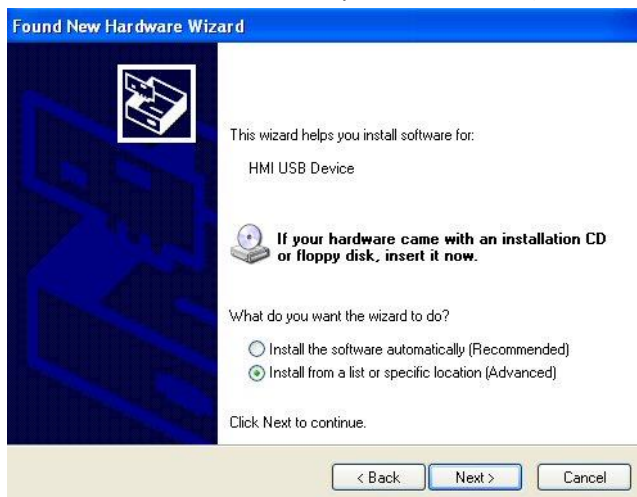 Found New Hardware Wizard
This wizard helps you install software for:
HMI USB Device
If your hardware came with an installation CD
or floppy disk, insert it now.
What do you want the wizard to do?
Install the software automatically (Recommended)
Install from a list or specific location (Advanced)
Click Next to continue.
< Back Next > Cancel